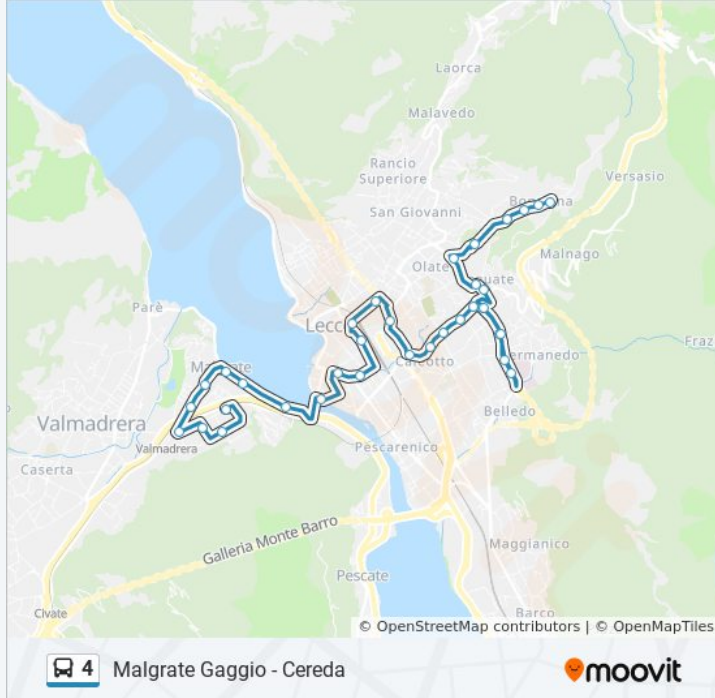 Laorca
Malavedo
Rancio
Superiore
Versasio
San Giovanni
Malnago
Olate
Parè
Lecc
Fraz
Caleotto
Germanedo
Valmadrera
Belledo
Valmadrera
Pescarenico
Caserta
Galleria Monte Barro
Maggianico
Pescate
Civate
Barco
© OpenStreetMap contributors | © OpenMapTiles
4 Malgrate Gaggio - Cereda
moovit